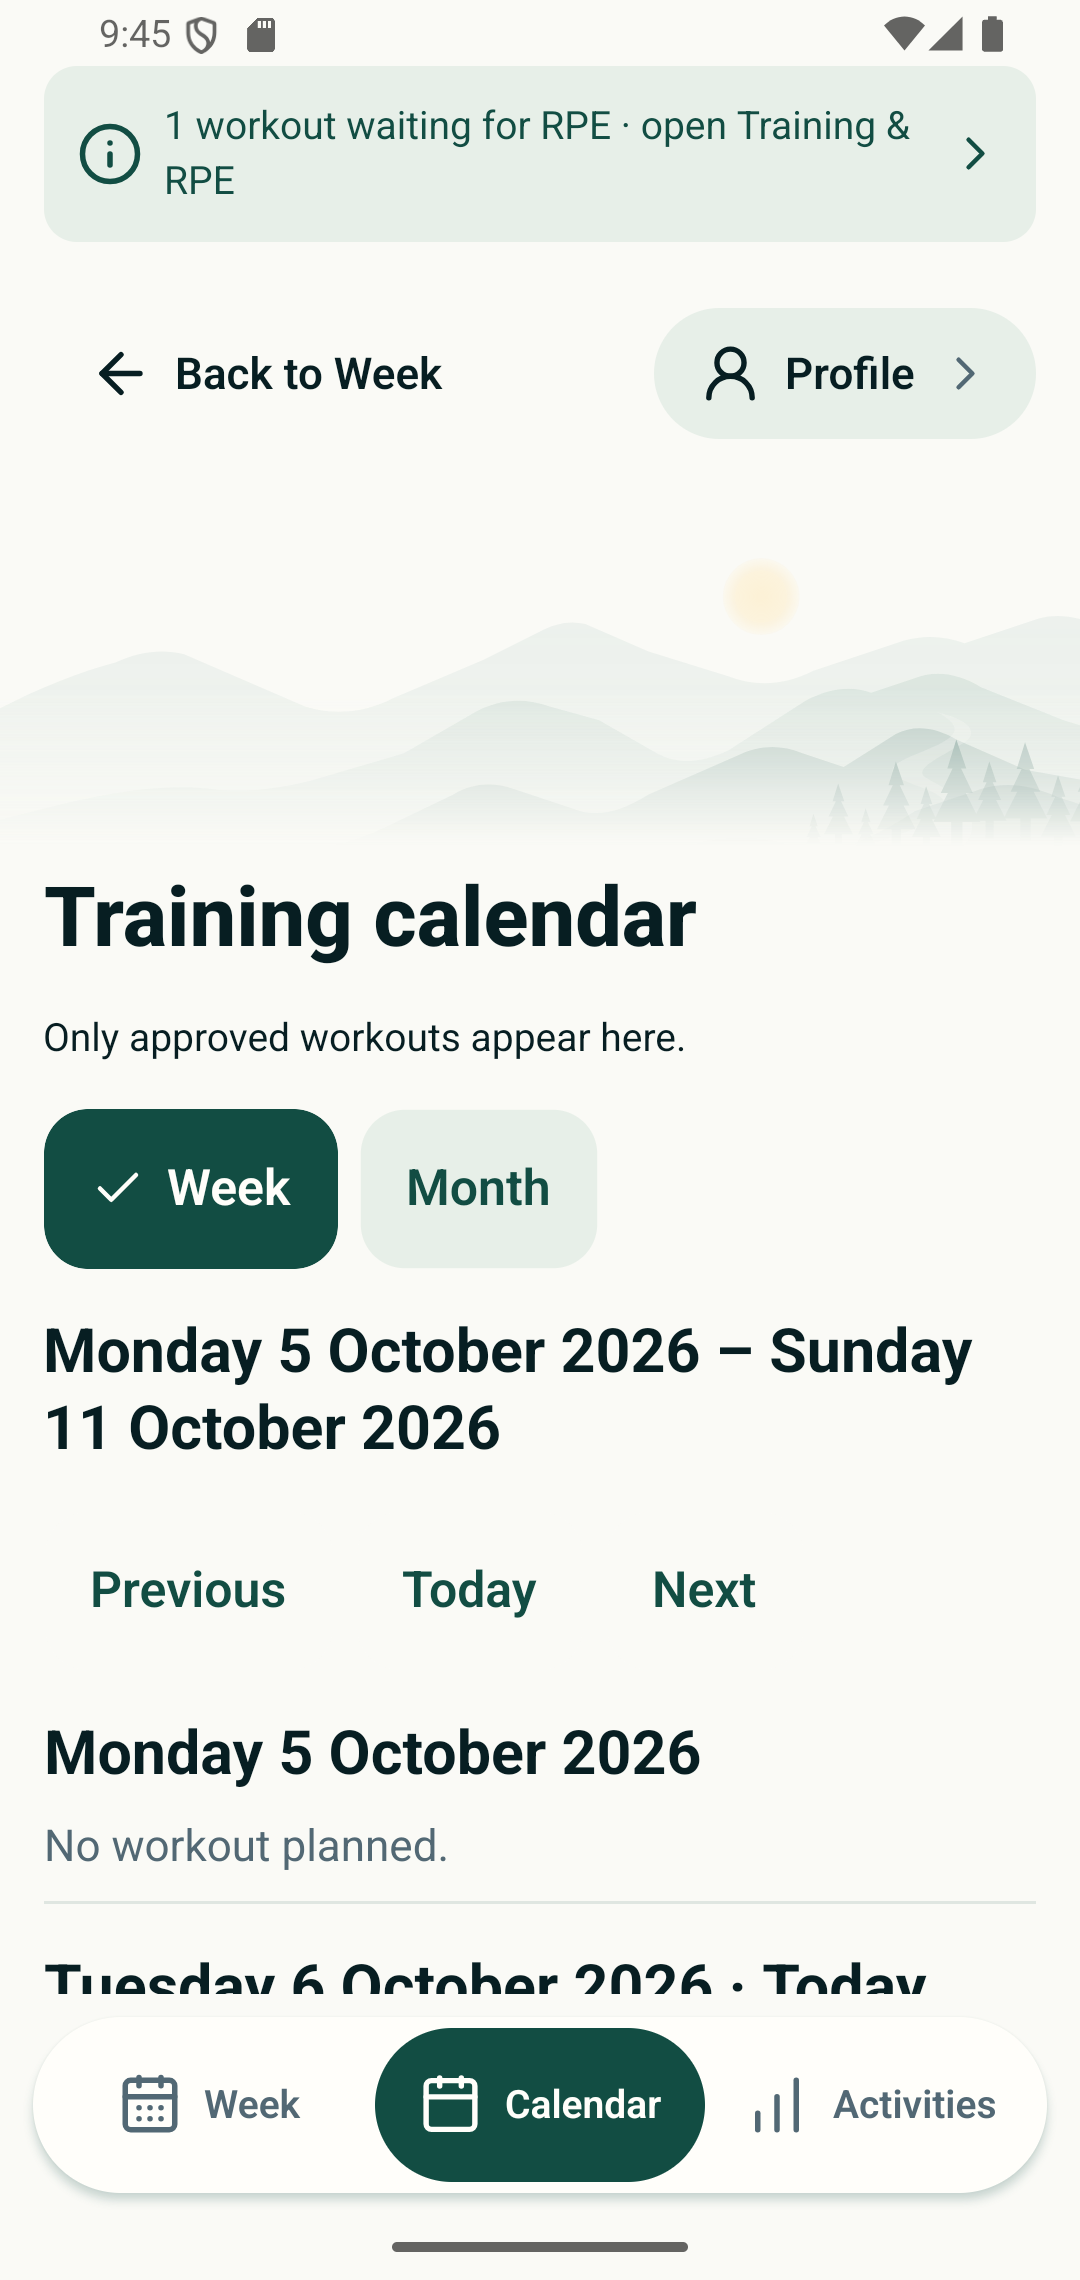 9:45
1 workout waiting for RPE · open Training &
RPE
Back to Week
Profile
Training calendar
Only approved workouts appear here.
Week
Month
Monday 5 October 2026 – Sunday
11 October 2026
Previous
Today
Next
Monday 5 October 2026
No workout planned.
Tuesday 6 October 2026 · Today
Week
Calendar
Activities